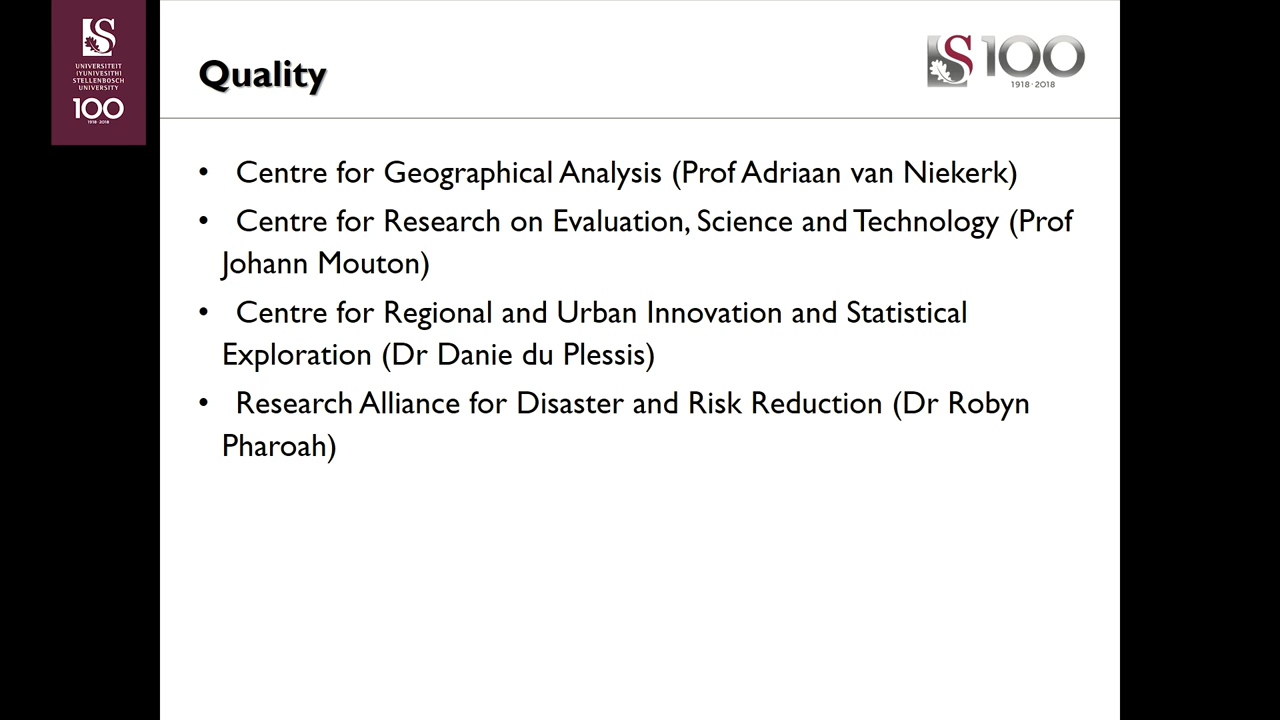 S
UNIVERSITEIT
IYUNIVESITHI
STELLENBOSCH
UNIVERSITY
100
1918·2018
Quality
S100
1918·2018
• Centre for Geographical Analysis (Prof Adriaan van Niekerk)
• Centre for Research on Evaluation, Science and Technology (Prof
Johann Mouton)
• Centre for Regional and Urban Innovation and Statistical
Exploration (Dr Danie du Plessis)
• Research Alliance for Disaster and Risk Reduction (Dr Robyn
Pharoah)